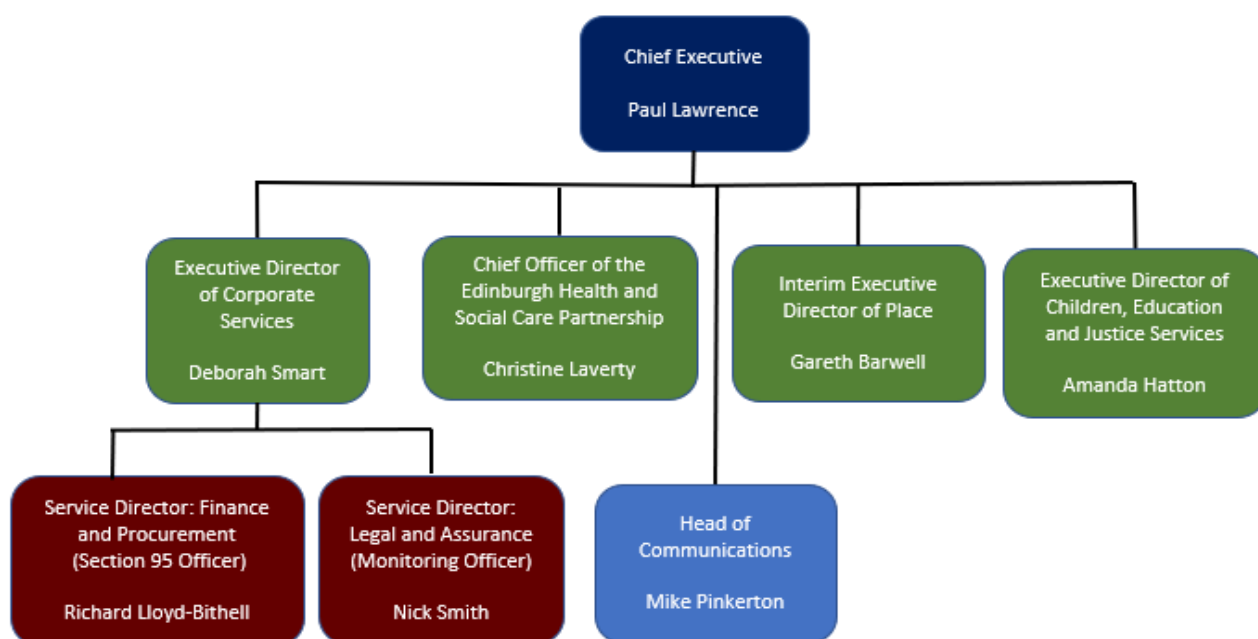 Chief Executive
Paul Lawrence
Executive Director
of Corporate
Services
Deborah Smart
Chief Officer of the
Edinburgh Health and
Social Care Partnership
Christine Laverty
Interim Executive
Director of Place
Gareth Barwell
Executive Director of
Children, Education
and Justice Services
Amanda Hatton
Service Director: Finance
and Procurement
(Section 95 Officer)
Richard Lloyd-Bithell
Service Director:
Legal and Assurance
(Monitoring Officer)
Nick Smith
Head of
Communications
Mike Pinkerton